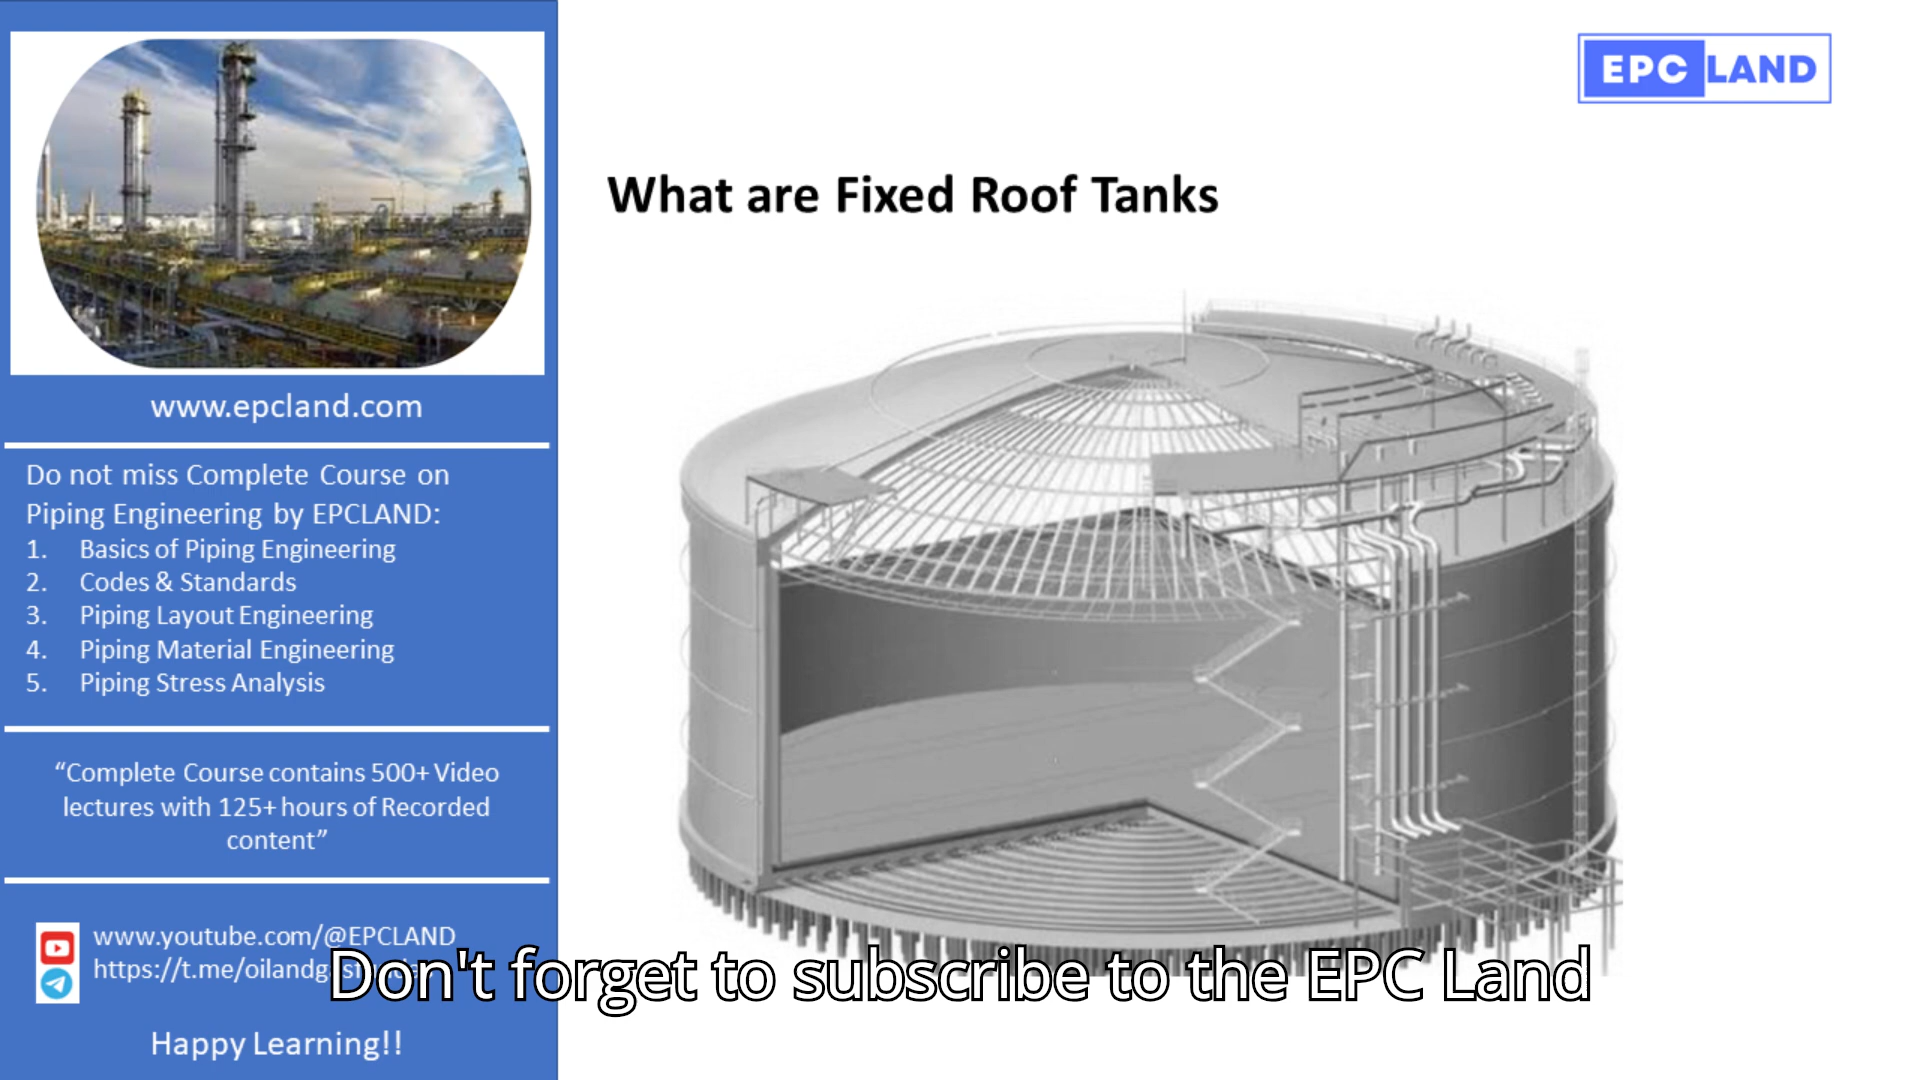 EPC LAND
What are Fixed Roof Tanks
www.epcland.com
Do not miss Complete Course on
Piping Engineering by EPCLAND:
1. Basics of Piping Engineering
2. Codes & Standards
3. Piping Layout Engineering
4. Piping Material Engineering
5. Piping Stress Analysis
“Complete Course contains 500+ Video
lectures with 125+ hours of Recorded
content”
www.youtube.com/@EPCLAND
Don't forget to subscribe to the EPC Land
Happy Learning!!